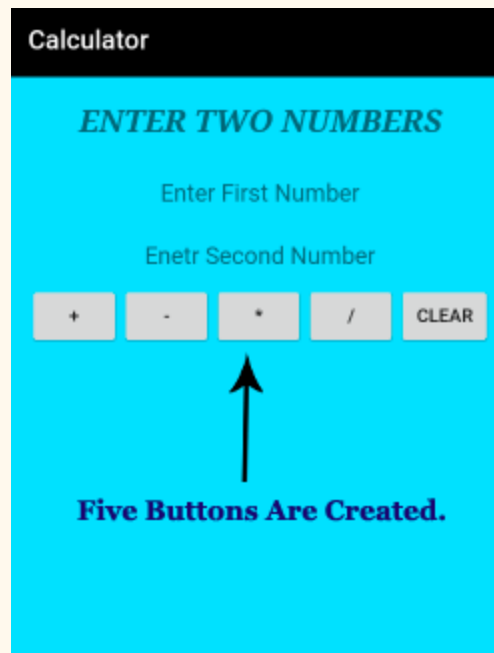 Calculator
ENTER TWO NUMBERS
Enter First Number
Enetr Second Number
+ - * / CLEAR
Five Buttons Are Created.